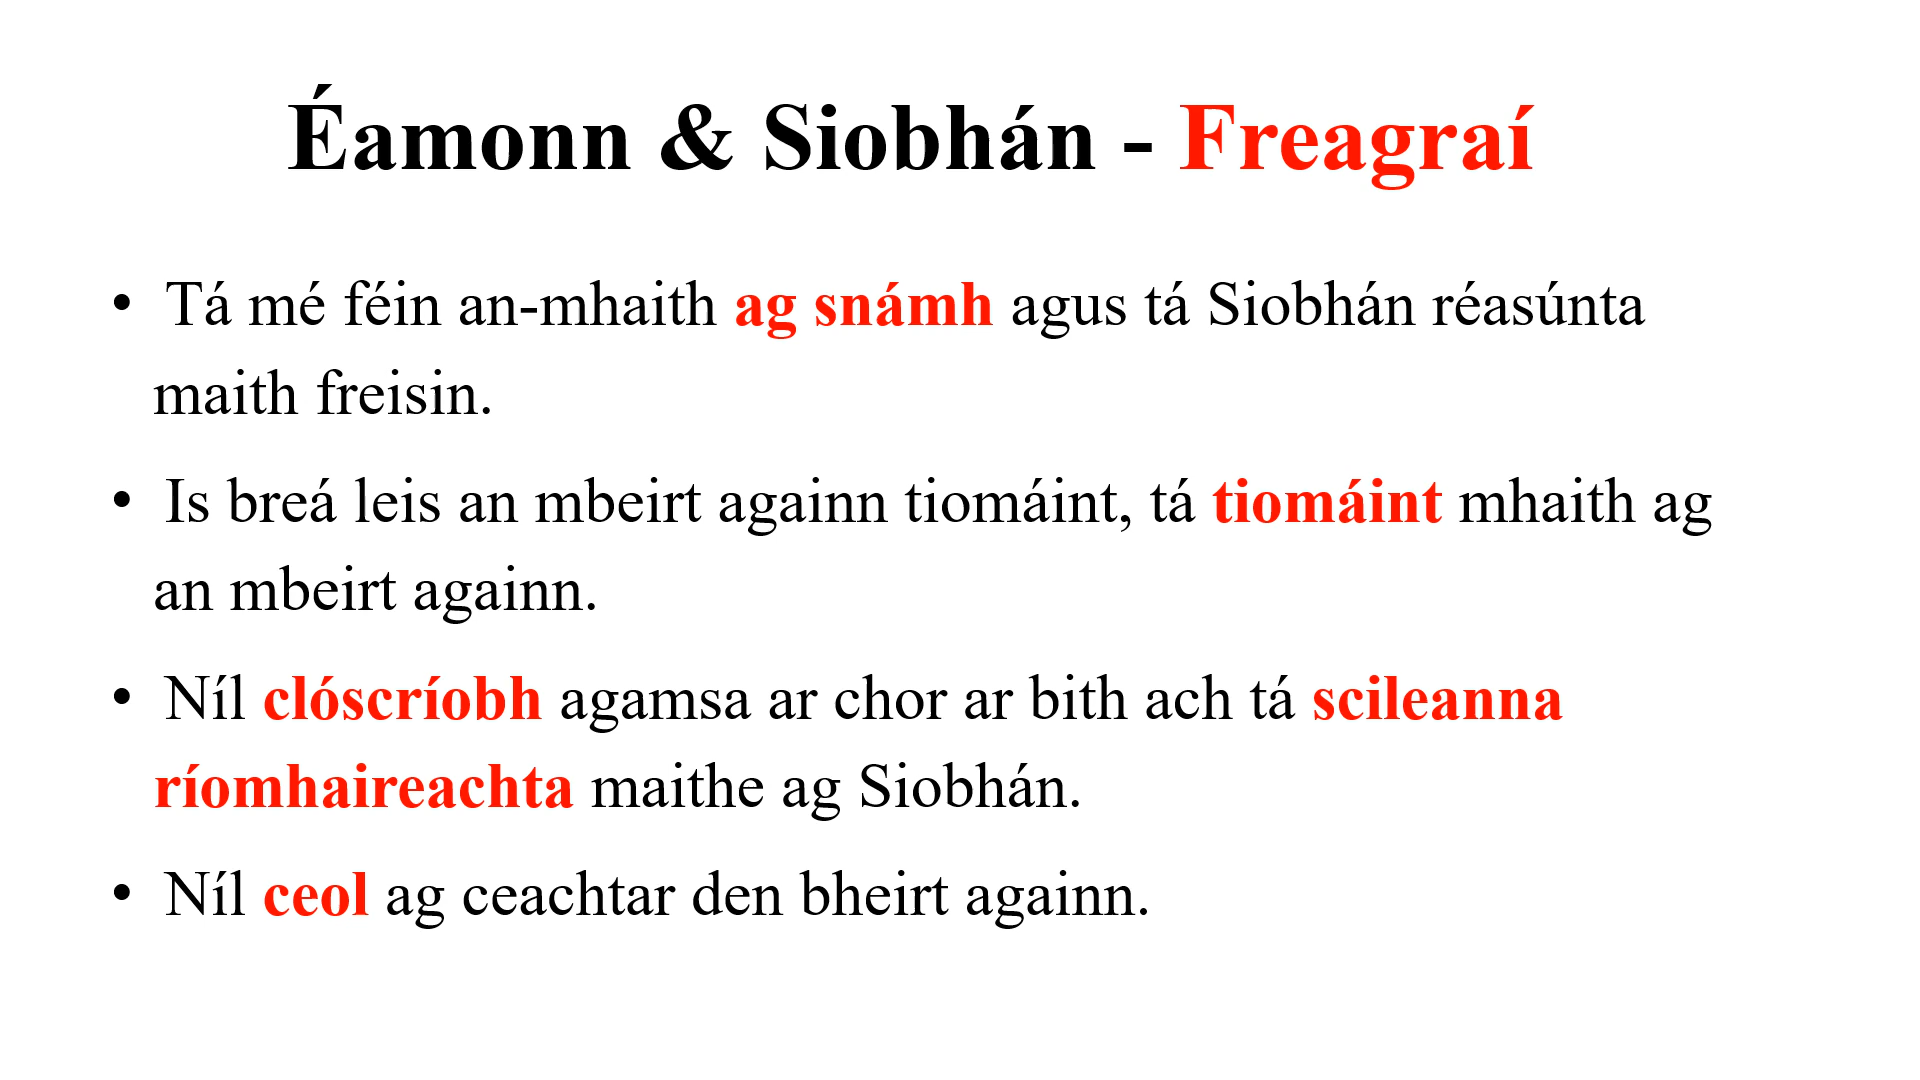 Éamonn & Siobhán - Freagraí
• Tá mé féin an-mhaith ag snámh agus tá Siobhán réasúnta
maith freisin.
• Is breá leis an mbeirt againn tiomáint, tá tiomáint mhaith ag
an mbeirt againn.
• Níl clóscríobh agamsa ar chor ar bith ach tá scileanna
ríomhaireachta maithe ag Siobhán.
• Níl ceol ag ceachtar den bheirt againn.